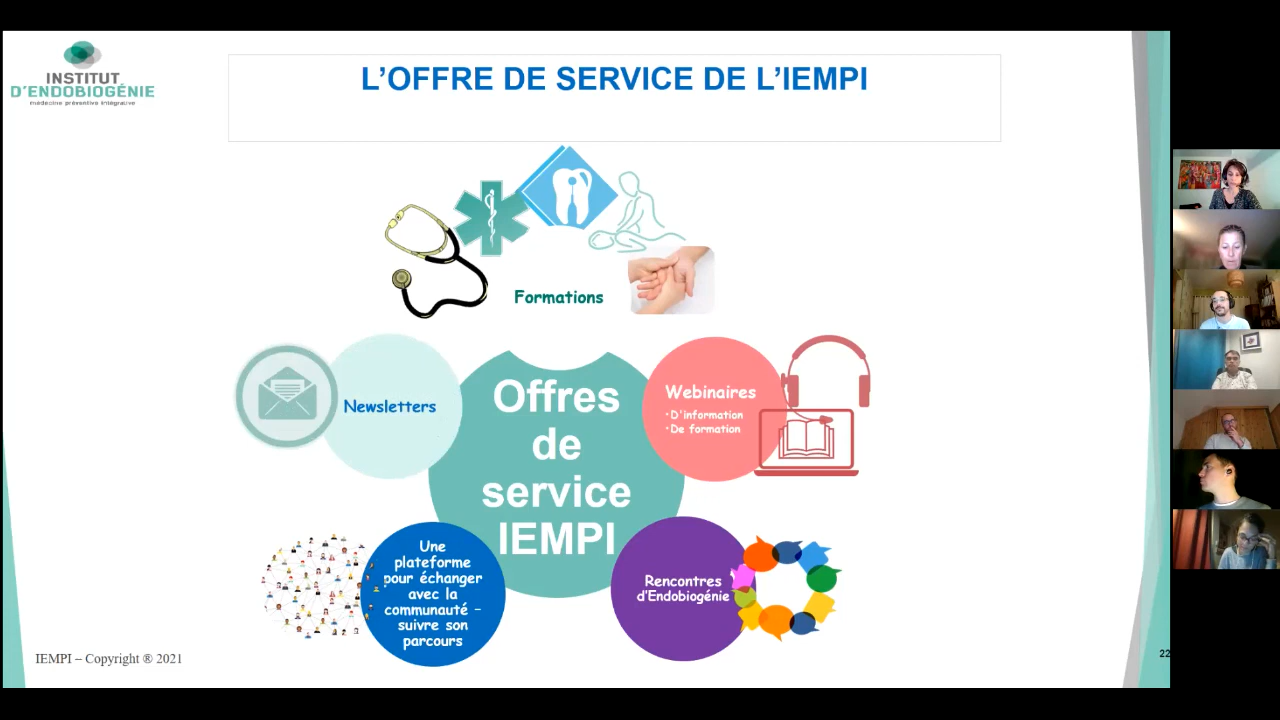 INSTITUT
D'ENDOBIOGÉNIE
médecine préventive intégrative
L'OFFRE DE SERVICE DE L'IEMPI
Formations
Newsletters
Offres
de
service
IEMPI
Webinaires
•D'information
•De formation
Une
plateforme
pour échanger
avec la
communauté –
suivre son
parcours
Rencontres
d'Endobiogénie
IEMPI – Copyright ® 2021
22